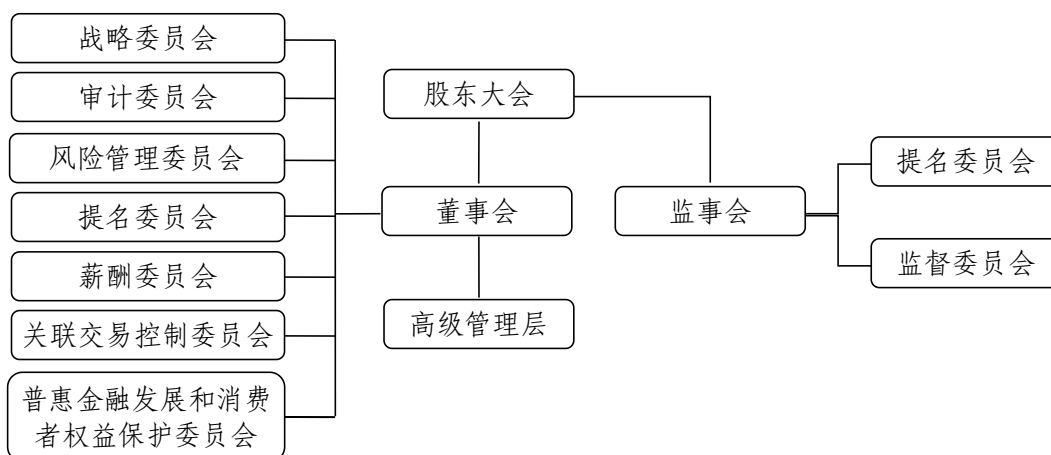 战略委员会
审计委员会
风险管理委员会
提名委员会
薪酬委员会
关联交易控制委员会
普惠金融发展和消费
者权益保护委员会
股东大会
董事会
高级管理层
监事会
提名委员会
监督委员会